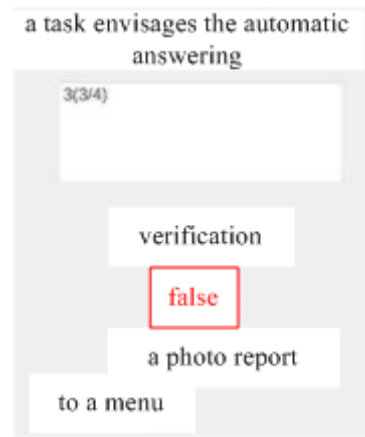 a task envisages the automatic
answering
3(3/4)
verification
false
a photo report
to a menu